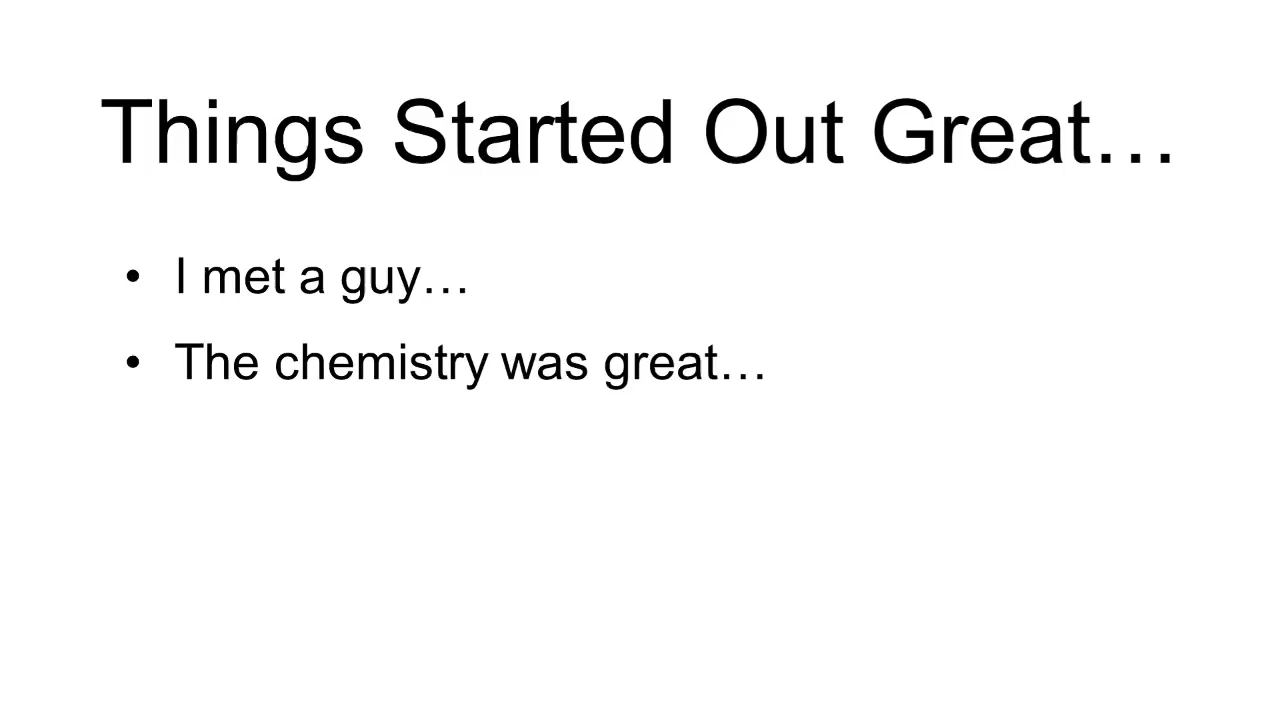 Things Started Out Great…
• I met a guy…
• The chemistry was great…